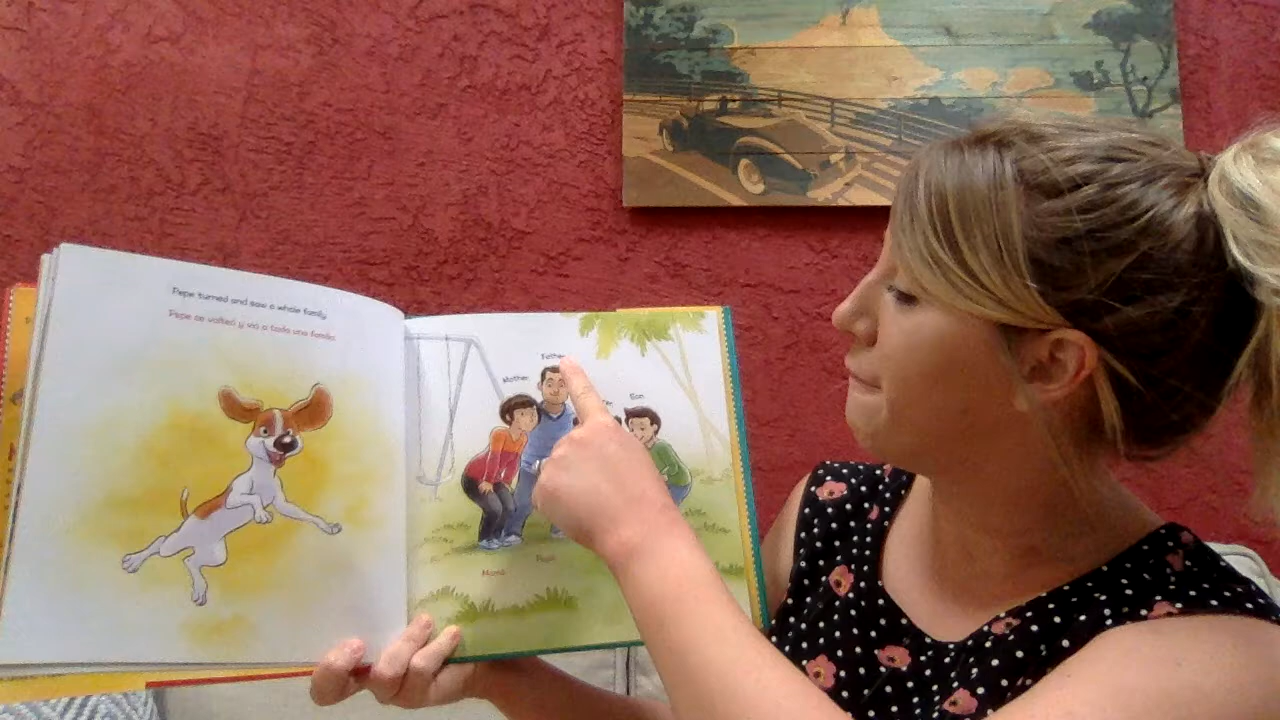 Pepe turned and saw a whole family.
Pepe se volteó y vio a toda una familia.
Father
Mother
Son
Mamá
Papá